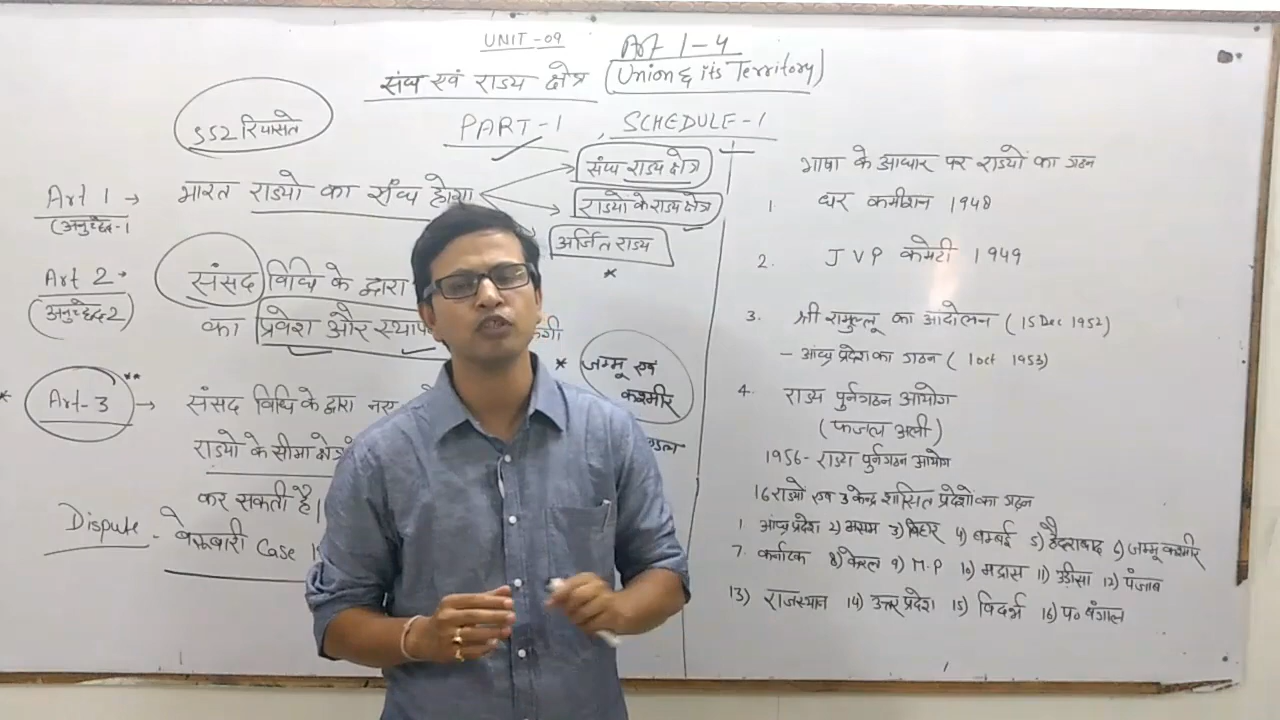 UNIT-09
Art 1-4
संघ एवं राज्य क्षेत्र (Union & its Territory)
552 रियासते
PART-1 SCHEDULE-1
Art 1 → भारत राज्यो का संघ होगा
(अनुच्छेद-1
संघ राज्य क्षेत्र
राज्यों के राज्य क्षेत्र
अर्जित राज्य
*
Art 2
(अनुच्छेद 2)
संसद विधि के द्वारा
का प्रवेश और स्थाप
* जम्मू एवं
कश्मीर
* Art-3 ** → संसद विधि के द्वारा नए
राज्यो के सीमा क्षेत्र
कर सकती है।
Dispute - बेरूबारी Case
भाषा के आधार पर राज्यों का गठन
1 धर कमीशन 1948
2. JVP कमेटी 1949
3. श्री रामुल्लू का आंदोलन (15 Dec 1952)
- आंध्र प्रदेश का गठन (1 oct 1953)
4. राज्य पुर्नगठन आयोग
(फजल अली)
1956- राज्य पुर्नगठन आयोग
16 राज्यो एवं 3 केन्द्र शासित प्रदेशो का गठन
1 आंध्र प्रदेश 2) असम 3) बिहार 4) बम्बई 5) हैदराबाद 6) जम्मू कश्मीर
7. कर्नाटक 8) केरल 9) M.P 10) मद्रास 11) उडीसा 12) पंजाब
13) राजस्थान 14) उत्तर प्रदेश 15) विदर्भ 16) प० बंगाल